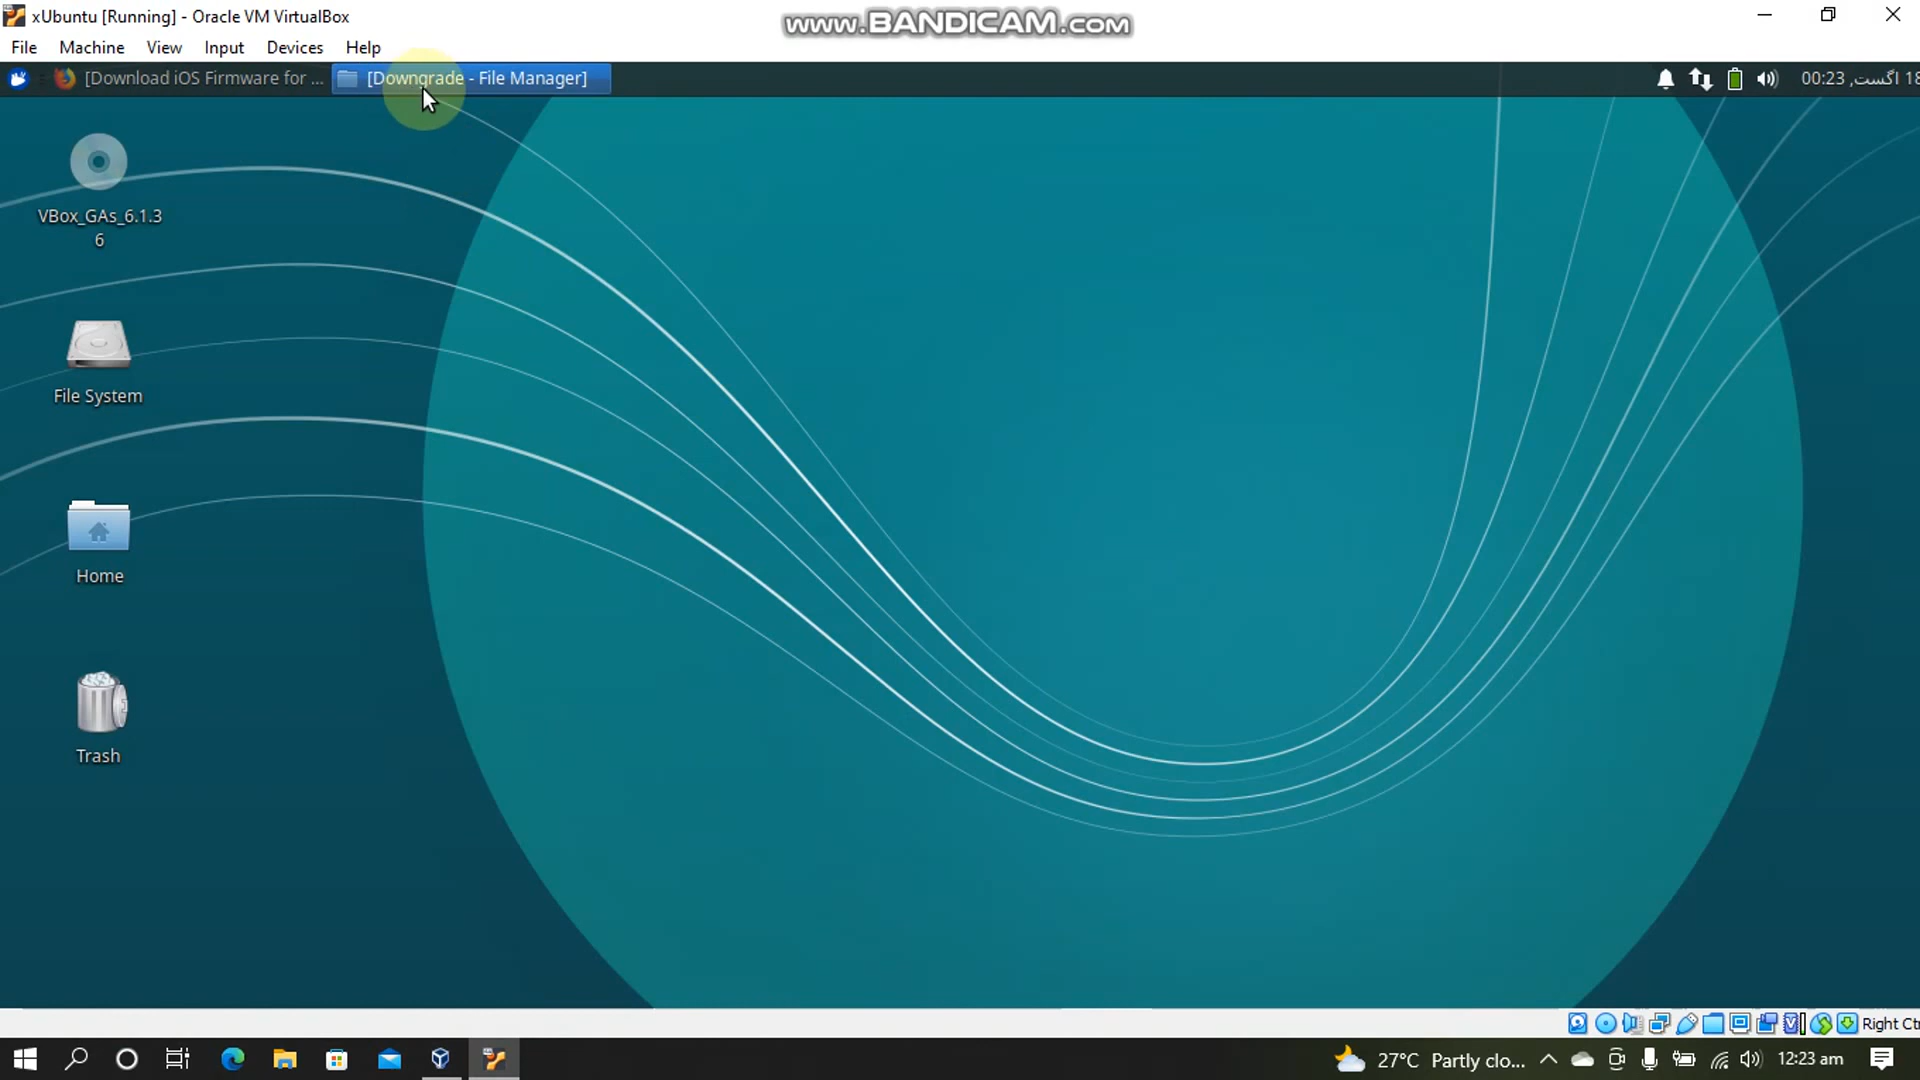 xUbuntu [Running] - Oracle VM VirtualBox
www.BANDICAM.com
File Machine View Input Devices Help
[Download iOS Firmware for ... [Downgrade - File Manager]
18 اگست, 00:23
VBox_GAs_6.1.3
6
File System
Home
Trash
Right Ctr
27°C Partly clo... 12:23 am